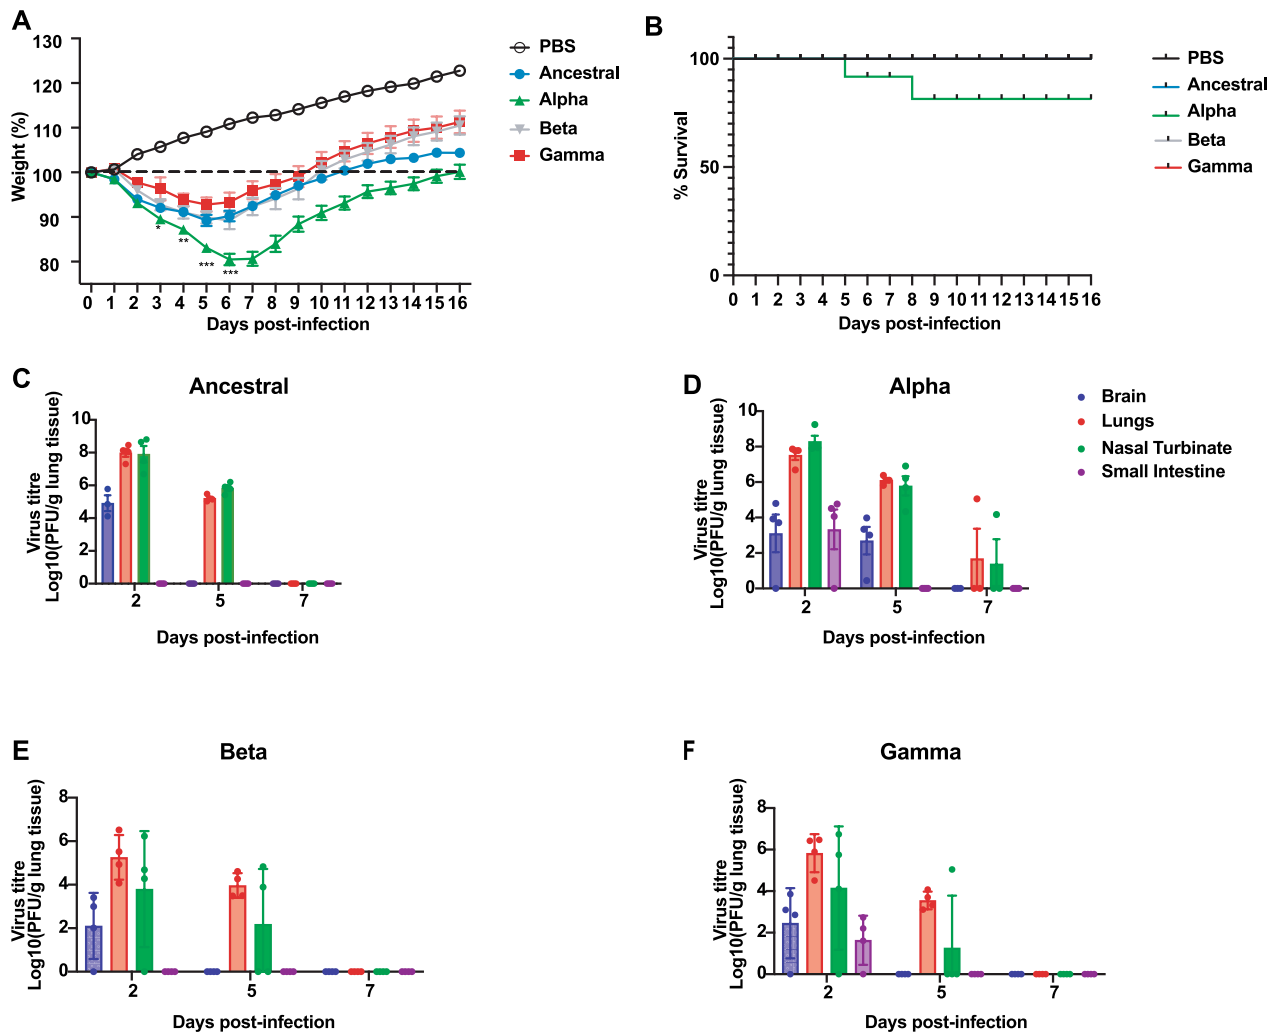 A
130
120
110
100
90
80
Weight (%)
*
**
***
***
0 1 2 3 4 5 6 7 8 9 10 11 12 13 14 15 16
Days post-infection
PBS
Ancestral
Alpha
Beta
Gamma
B
100
50
0
% Survival
0 1 2 3 4 5 6 7 8 9 10 11 12 13 14 15 16
Days post-infection
PBS
Ancestral
Alpha
Beta
Gamma
C
Ancestral
10
8
6
4
2
0
Virus titre
Log10(PFU/g lung tissue)
2 5 7
Days post-infection
D
Alpha
10
8
6
4
2
0
Virus titre
Log10(PFU/g lung tissue)
2 5 7
Days post-infection
Brain
Lungs
Nasal Turbinate
Small Intestine
E
Beta
8
6
4
2
0
Virus titre
Log10(PFU/g lung tissue)
2 5 7
Days post-infection
F
Gamma
8
6
4
2
0
Virus titre
Log10(PFU/g lung tissue)
2 5 7
Days post-infection